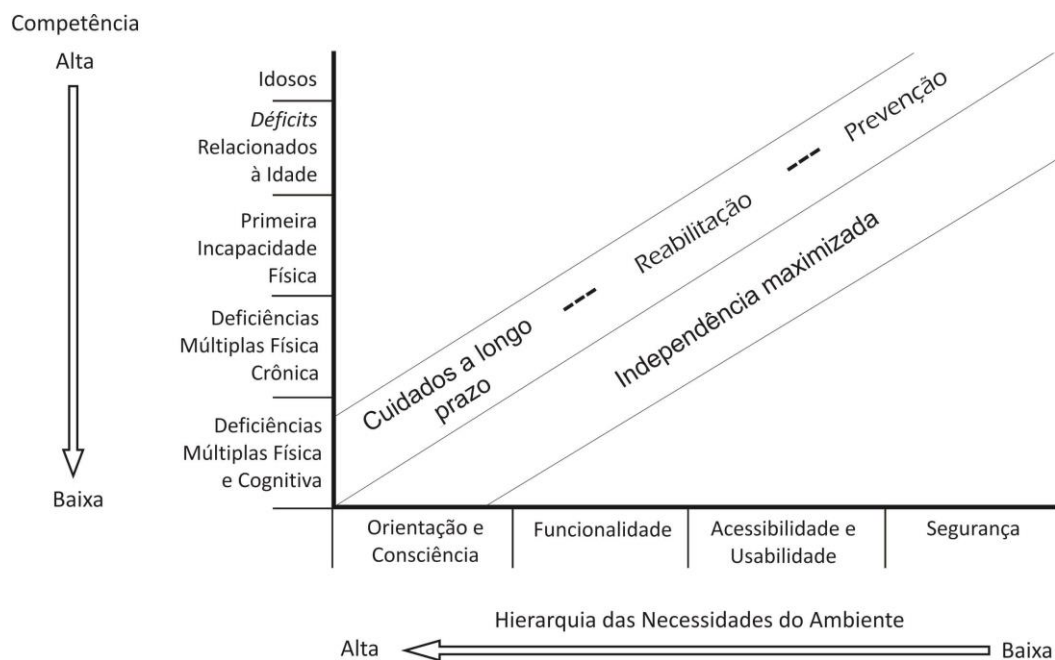 Competência
Alta
Idosos
Déficits
Relacionados
à Idade
Primeira
Incapacidade
Física
Deficiências
Múltiplas Física
Crônica
Deficiências
Múltiplas Física
e Cognitiva
Baixa
Cuidados a longo
prazo
--- Reabilitação --- Prevenção
Independência maximizada
Orientação e
Consciência
Funcionalidade
Acessibilidade e
Usabilidade
Segurança
Hierarquia das Necessidades do Ambiente
Alta
Baixa